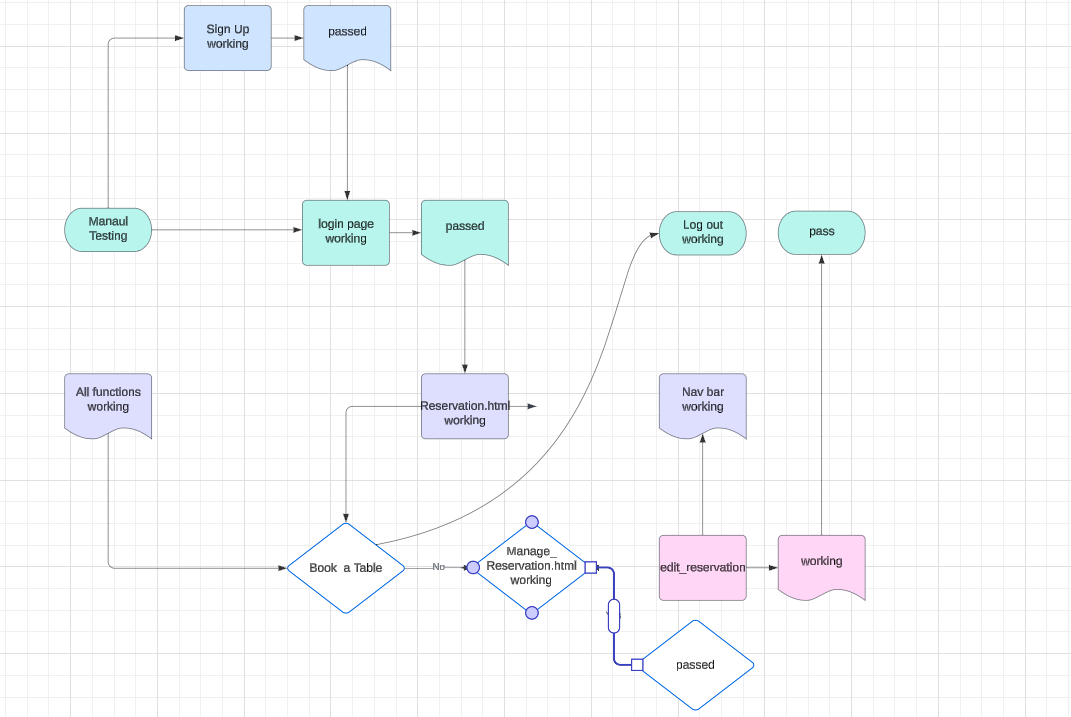 Sign Up
working
passed
Manaul
Testing
login page
working
passed
Log out
working
pass
All functions
working
Reservation.html
working
Nav bar
working
Book a Table
No
Manage_
Reservation.html
working
edit_reservation
working
passed